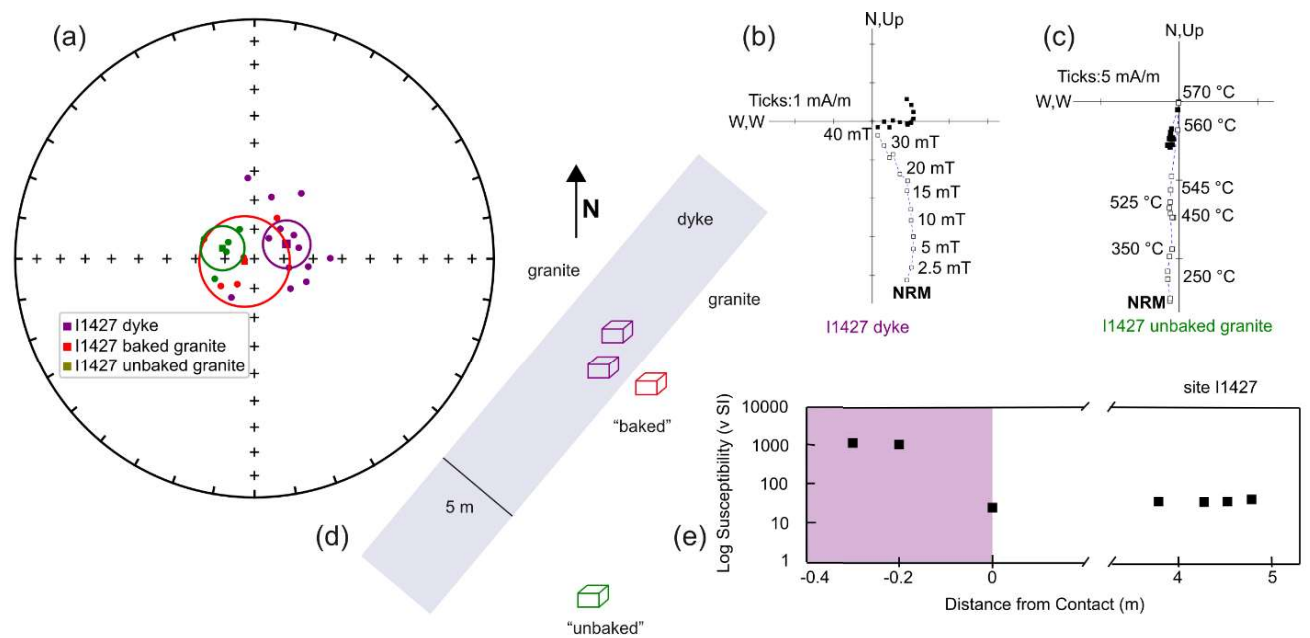 (a)
I1427 dyke
I1427 baked granite
I1427 unbaked granite
(b)
N,Up
Ticks:1 mA/m
W,W
40 mT
30 mT
20 mT
15 mT
10 mT
5 mT
2.5 mT
NRM
I1427 dyke
(c)
N,Up
Ticks:5 mA/m
W,W
570 °C
560 °C
545 °C
525 °C
450 °C
350 °C
250 °C
NRM
I1427 unbaked granite
(d)
N
dyke
granite
granite
"baked"
5 m
"unbaked"
(e)
site I1427
Log Susceptibility (v SI)
10000
1000
100
10
1
-0.4
-0.2
0
4
5
Distance from Contact (m)